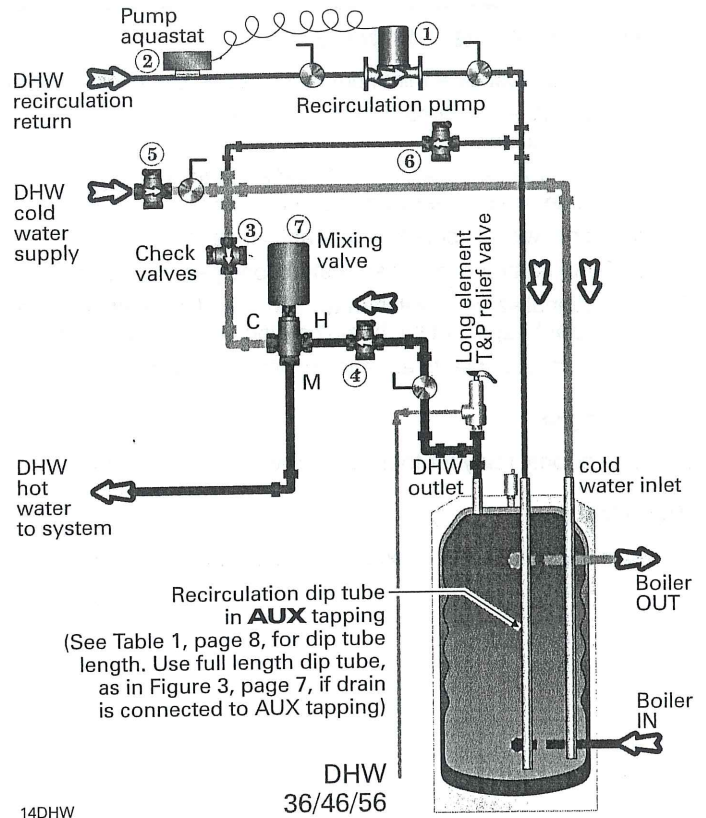 Pump
aquastat
①
②
DHW
recirculation
return
Recirculation pump
⑤
⑥
DHW
cold
water
supply
③
Check
valves
⑦
Mixing
valve
C
H
M
④
Long element
T&P relief valve
DHW
hot
water
to system
DHW
outlet
cold
water inlet
Recirculation dip tube
in AUX tapping
(See Table 1, page 8, for dip tube
length. Use full length dip tube,
as in Figure 3, page 7, if drain
is connected to AUX tapping)
Boiler
OUT
Boiler
IN
DHW
36/46/56
14DHW